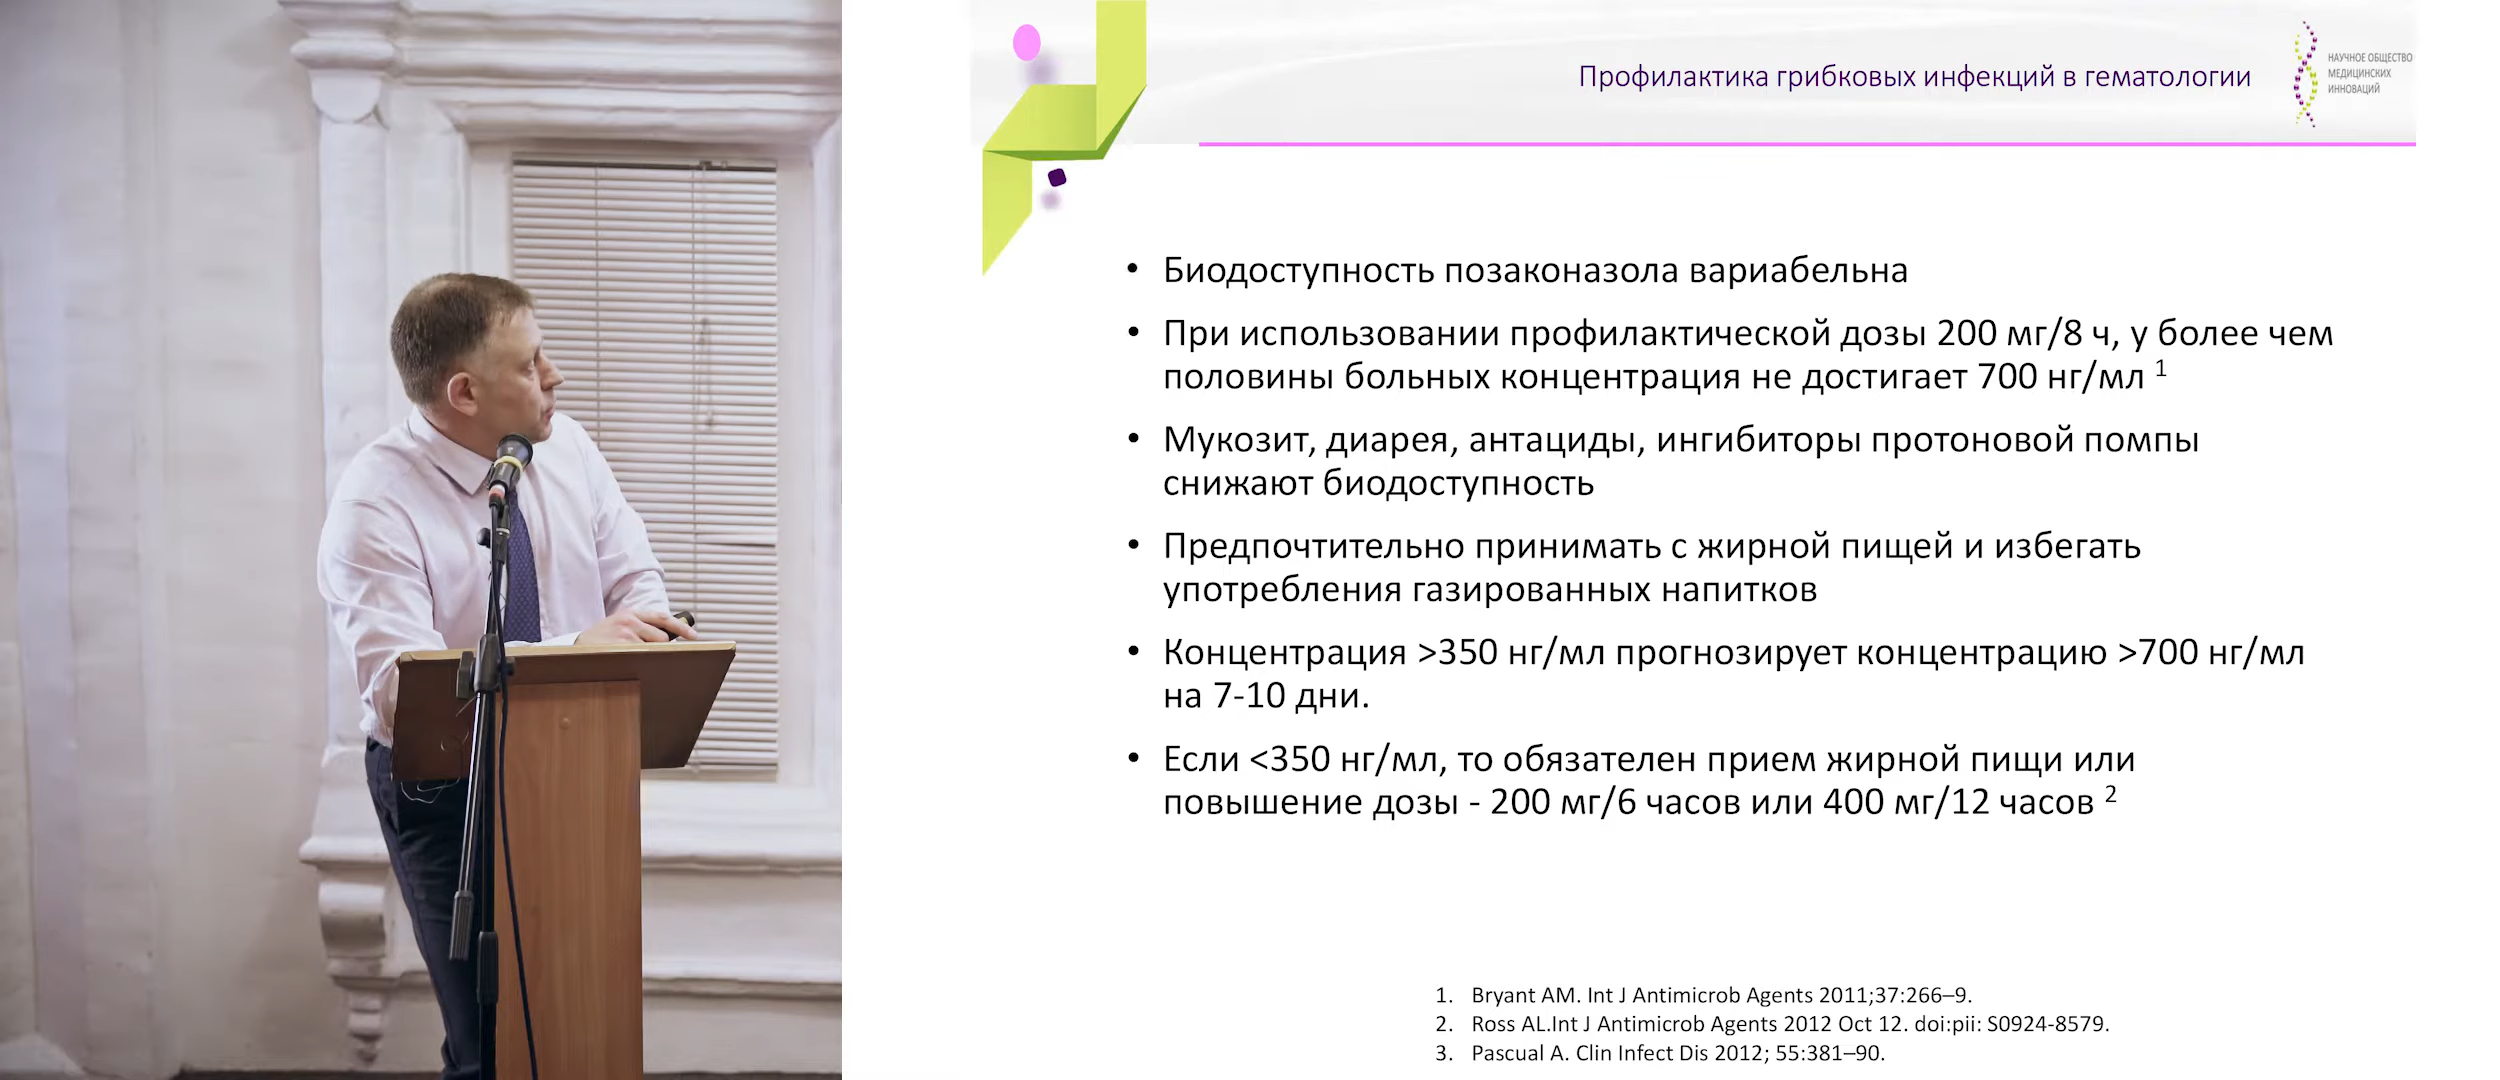 Профилактика грибковых инфекций в гематологии
НАУЧНОЕ ОБЩЕСТВО
МЕДИЦИНСКИХ
ИННОВАЦИЙ
• Биодоступность позаконазола вариабельна
• При использовании профилактической дозы 200 мг/8 ч, у более чем
половины больных концентрация не достигает 700 нг/мл ¹
• Мукозит, диарея, антациды, ингибиторы протоновой помпы
снижают биодоступность
• Предпочтительно принимать с жирной пищей и избегать
употребления газированных напитков
• Концентрация >350 нг/мл прогнозирует концентрацию >700 нг/мл
на 7-10 дни.
• Если <350 нг/мл, то обязателен прием жирной пищи или
повышение дозы - 200 мг/6 часов или 400 мг/12 часов ²
1. Bryant AM. Int J Antimicrob Agents 2011;37:266–9.
2. Ross AL.Int J Antimicrob Agents 2012 Oct 12. doi:pii: S0924-8579.
3. Pascual A. Clin Infect Dis 2012; 55:381–90.